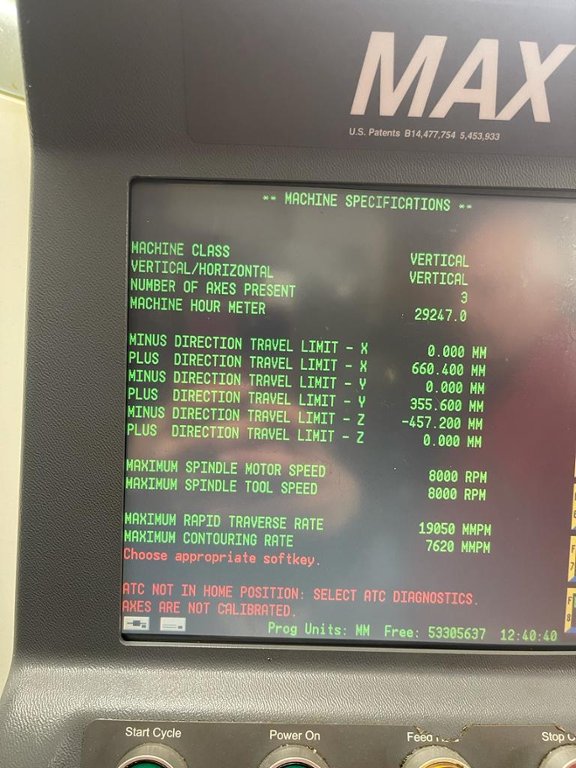 MAX
U.S. Patents B14,477,754 5,453,933
** MACHINE SPECIFICATIONS **
MACHINE CLASS VERTICAL
VERTICAL/HORIZONTAL VERTICAL
NUMBER OF AXES PRESENT 3
MACHINE HOUR METER 29247.0
MINUS DIRECTION TRAVEL LIMIT - X 0.000 MM
PLUS DIRECTION TRAVEL LIMIT - X 660.400 MM
MINUS DIRECTION TRAVEL LIMIT - Y 0.000 MM
PLUS DIRECTION TRAVEL LIMIT - Y 355.600 MM
MINUS DIRECTION TRAVEL LIMIT - Z -457.200 MM
PLUS DIRECTION TRAVEL LIMIT - Z 0.000 MM
MAXIMUM SPINDLE MOTOR SPEED 8000 RPM
MAXIMUM SPINDLE TOOL SPEED 8000 RPM
MAXIMUM RAPID TRAVERSE RATE 19050 MMPM
MAXIMUM CONTOURING RATE 7620 MMPM
Choose appropriate softkey.
ATC NOT IN HOME POSITION: SELECT ATC DIAGNOSTICS.
AXES ARE NOT CALIBRATED.
Prog Units: MM Free: 53305637 12:40:40
F
7
F
8
Start Cycle Power On Feed Stop